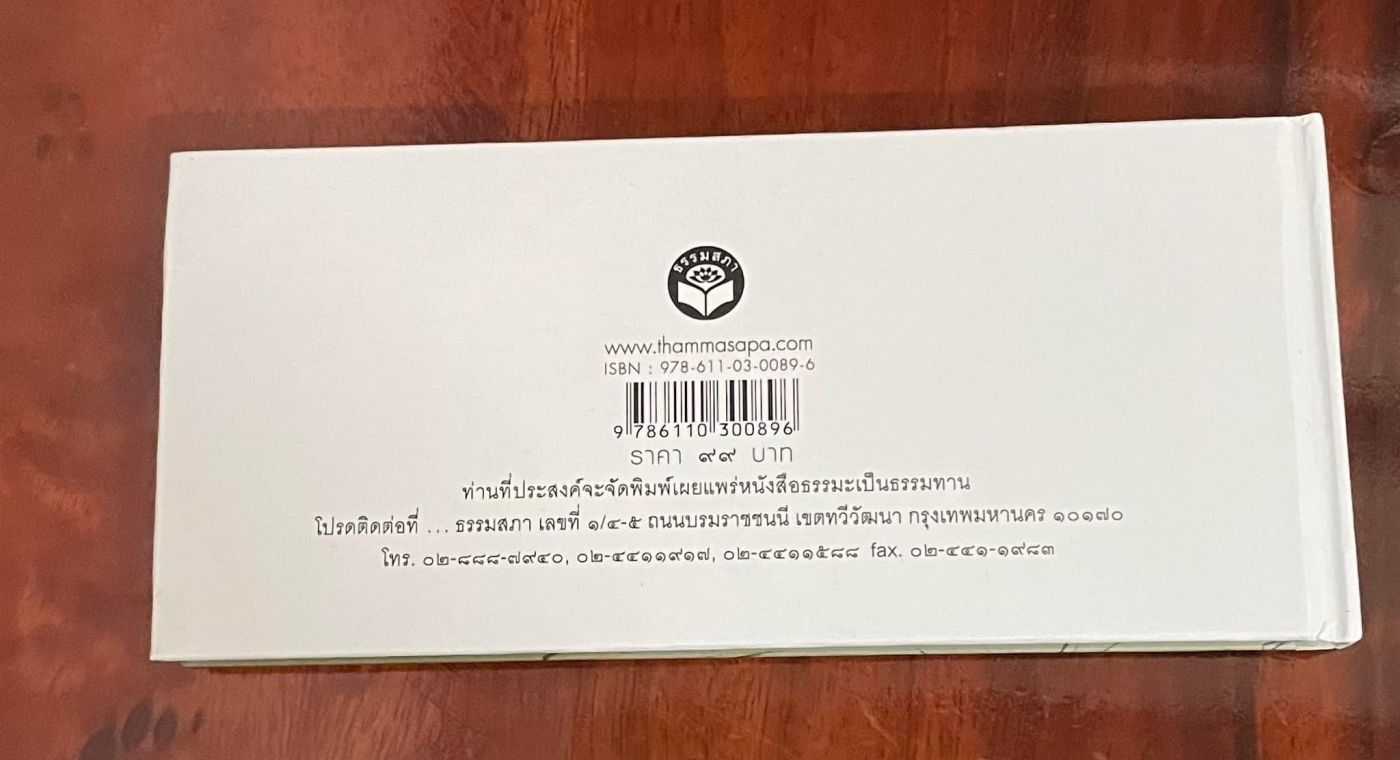 ธรรมสภา
www.thammasapa.com
ISBN : 978-611-03-0089-6
9 786110 300896
ราคา ๙๙ บาท
ท่านที่ประสงค์จะจัดพิมพ์เผยแพร่หนังสือธรรมะเป็นธรรมทาน
โปรดติดต่อที่ ... ธรรมสภา เลขที่ ๑/๔-๕ ถนนบรมราชชนนี เขตทวีวัฒนา กรุงเทพมหานคร ๑๐๑๗๐
โทร. ๐๒-๘๘๘-๗๙๔๐, ๐๒-๔๔๑๑๙๑๗, ๐๒-๔๔๑๑๕๘๘ fax. ๐๒-๔๔๑-๑๙๘๓